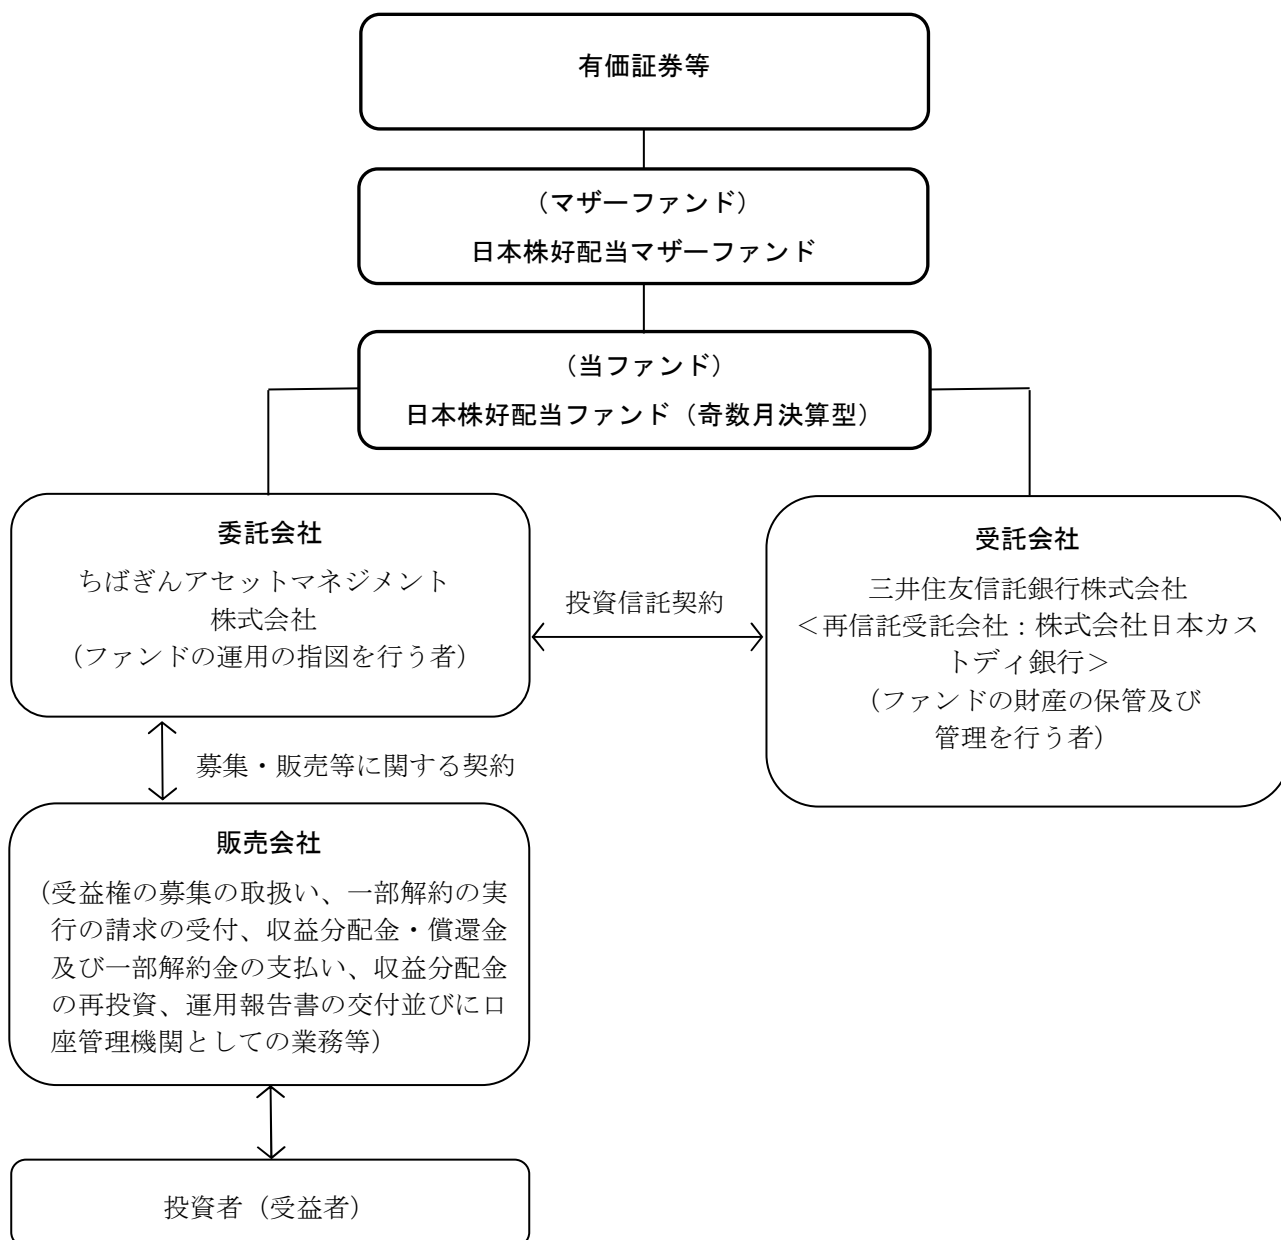 有価証券等
（マザーファンド）
日本株好配当マザーファンド
（当ファンド）
日本株好配当ファンド（奇数月決算型）
委託会社
ちばぎんアセットマネジメント
株式会社
（ファンドの運用の指図を行う者）
投資信託契約
受託会社
三井住友信託銀行株式会社
＜再信託受託会社：株式会社日本カス
トディ銀行＞
（ファンドの財産の保管及び
管理を行う者）
募集・販売等に関する契約
販売会社
（受益権の募集の取扱い、一部解約の実
行の請求の受付、収益分配金・償還金
及び一部解約金の支払い、収益分配金
の再投資、運用報告書の交付並びに口
座管理機関としての業務等）
投資者（受益者）